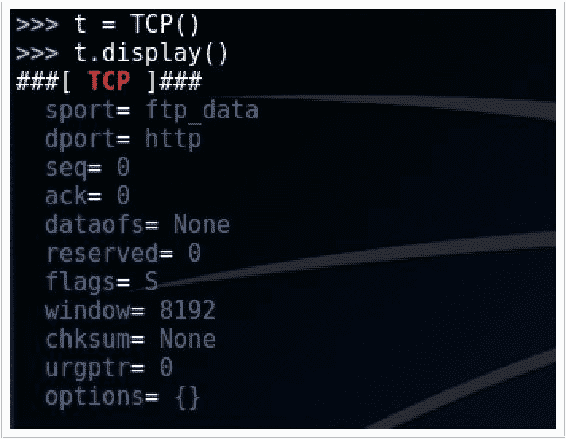 >>> t = TCP()
>>> t.display()
###[ TCP ]###
sport= ftp_data
dport= http
seq= 0
ack= 0
dataofs= None
reserved= 0
flags= S
window= 8192
chksum= None
urgptr= 0
options= {}